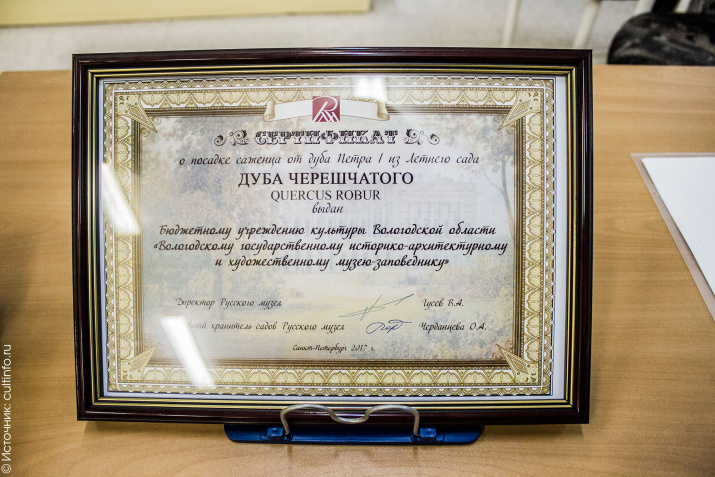 СЕРТИФИКАТ
о посадке саженца от дуба Петра I из Летнего сада
ДУБА ЧЕРЕШЧАТОГО
QUERCUS ROBUR
выдан
Бюджетному учреждению культуры Вологодской области
«Вологодскому государственному историко-архитектурному
и художественному музею-заповеднику»
Директор Русского музея Гусев В.А.
хранитель садов Русского музея Черданцева О.А.
Санкт-Петербург 2017 г.
© Источник: cultinfo.ru